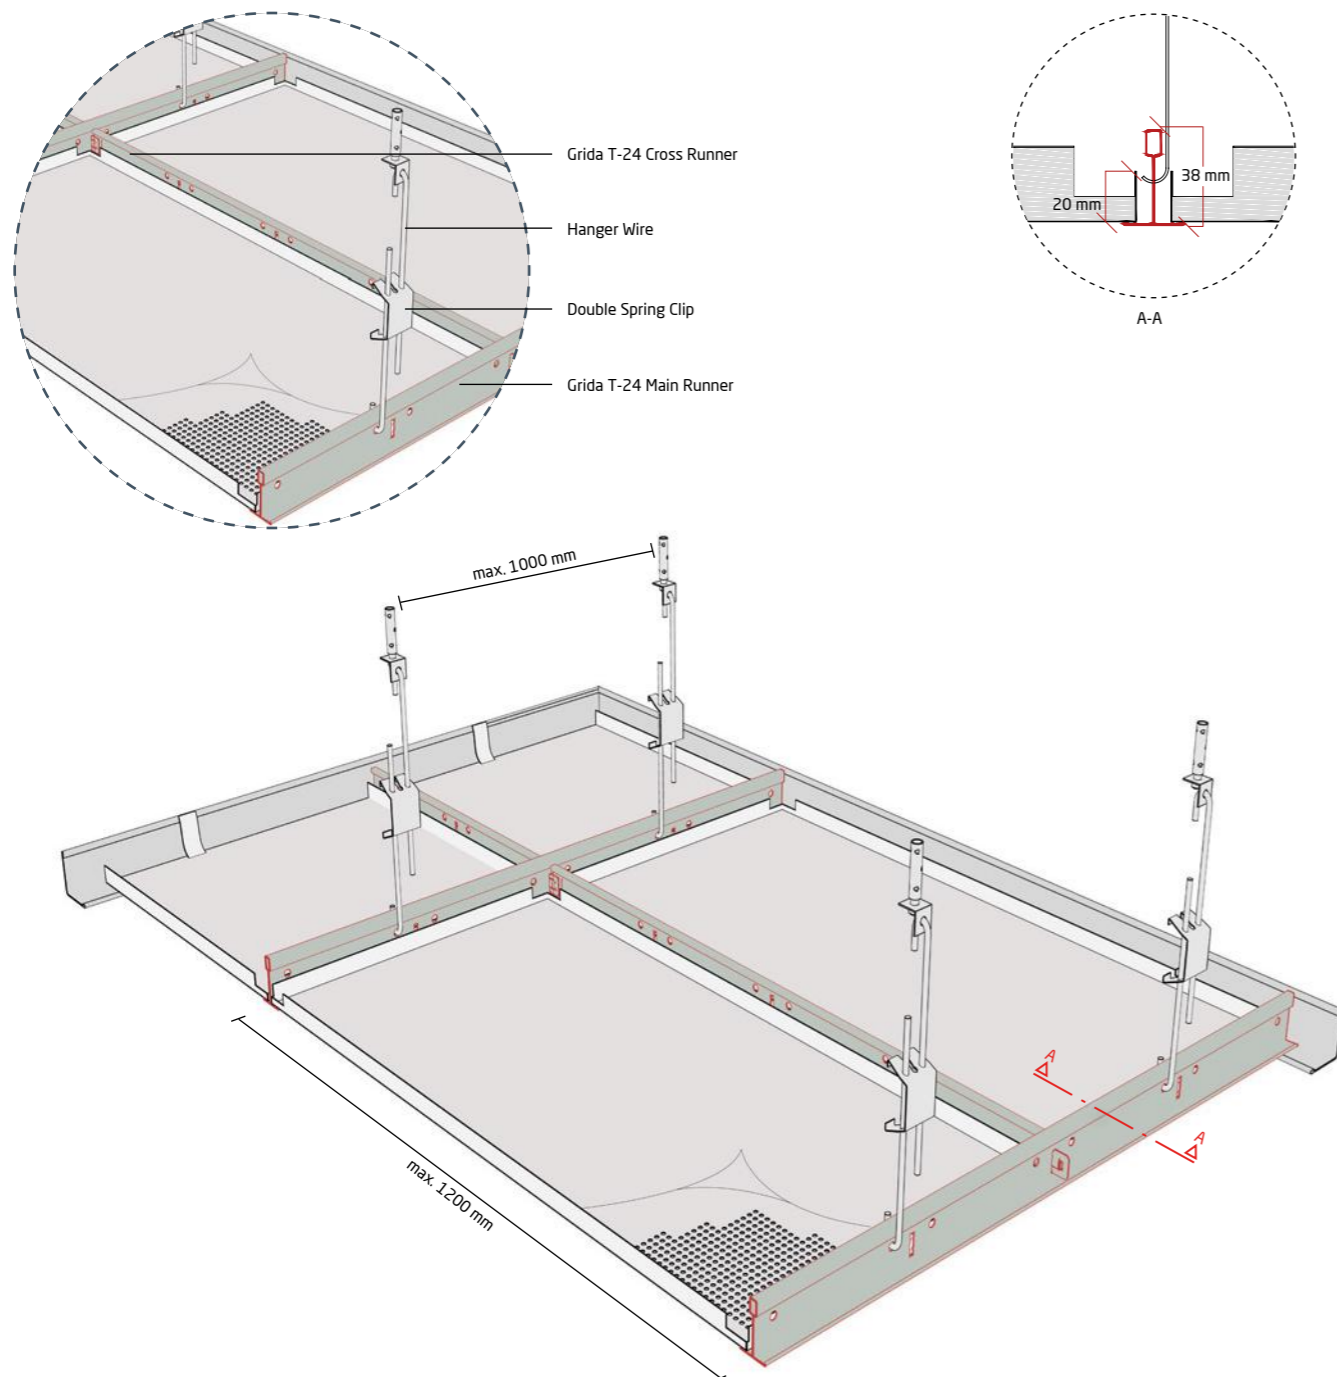 Grida T-24 Cross Runner
Hanger Wire
Double Spring Clip
Grida T-24 Main Runner
38 mm
20 mm
A-A
max. 1000 mm
A
A
max. 1200 mm